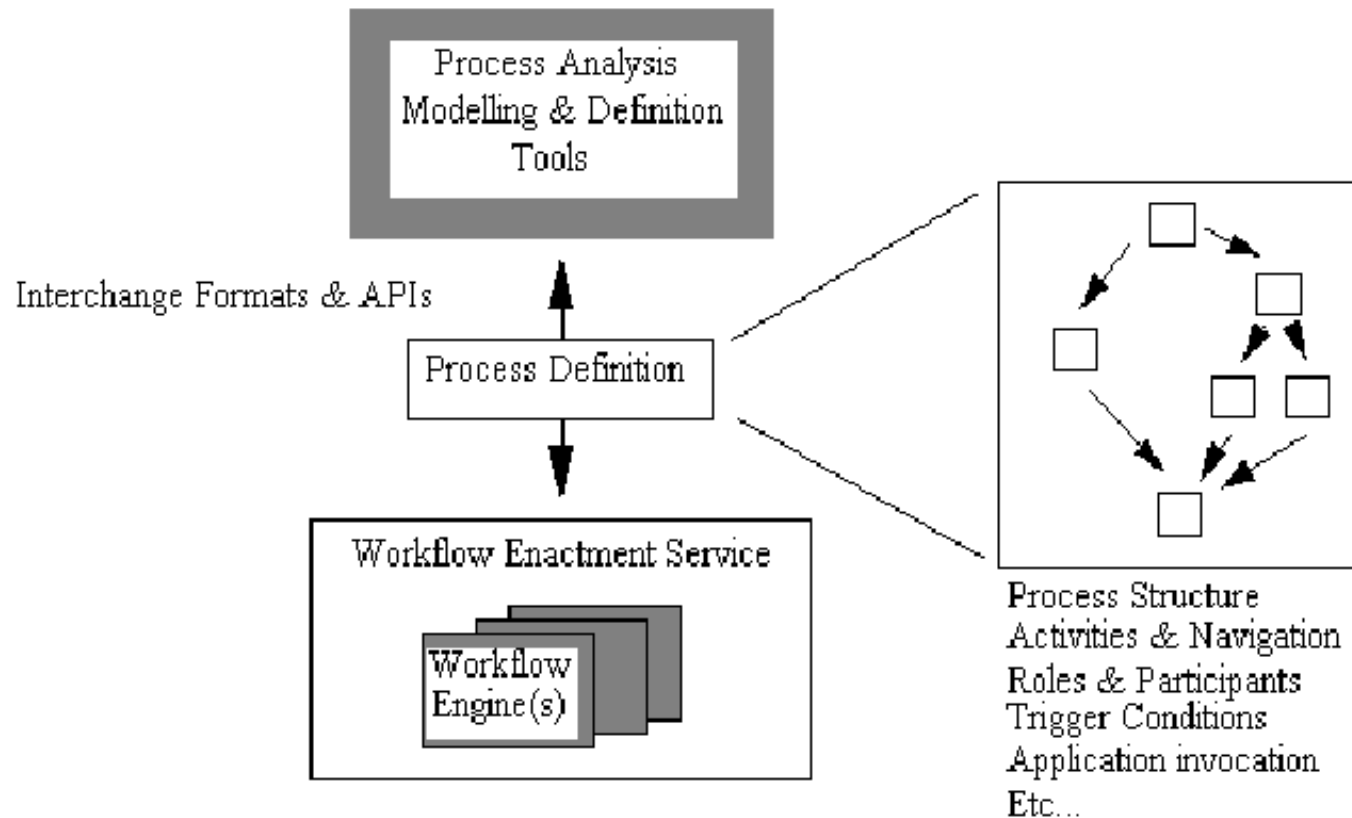 Process Analysis
Modelling & Definition
Tools
Interchange Formats & APIs
Process Definition
Workflow Enactment Service
Workflow
Engine(s)
Process Structure
Activities & Navigation
Roles & Participants
Trigger Conditions
Application invocation
Etc...